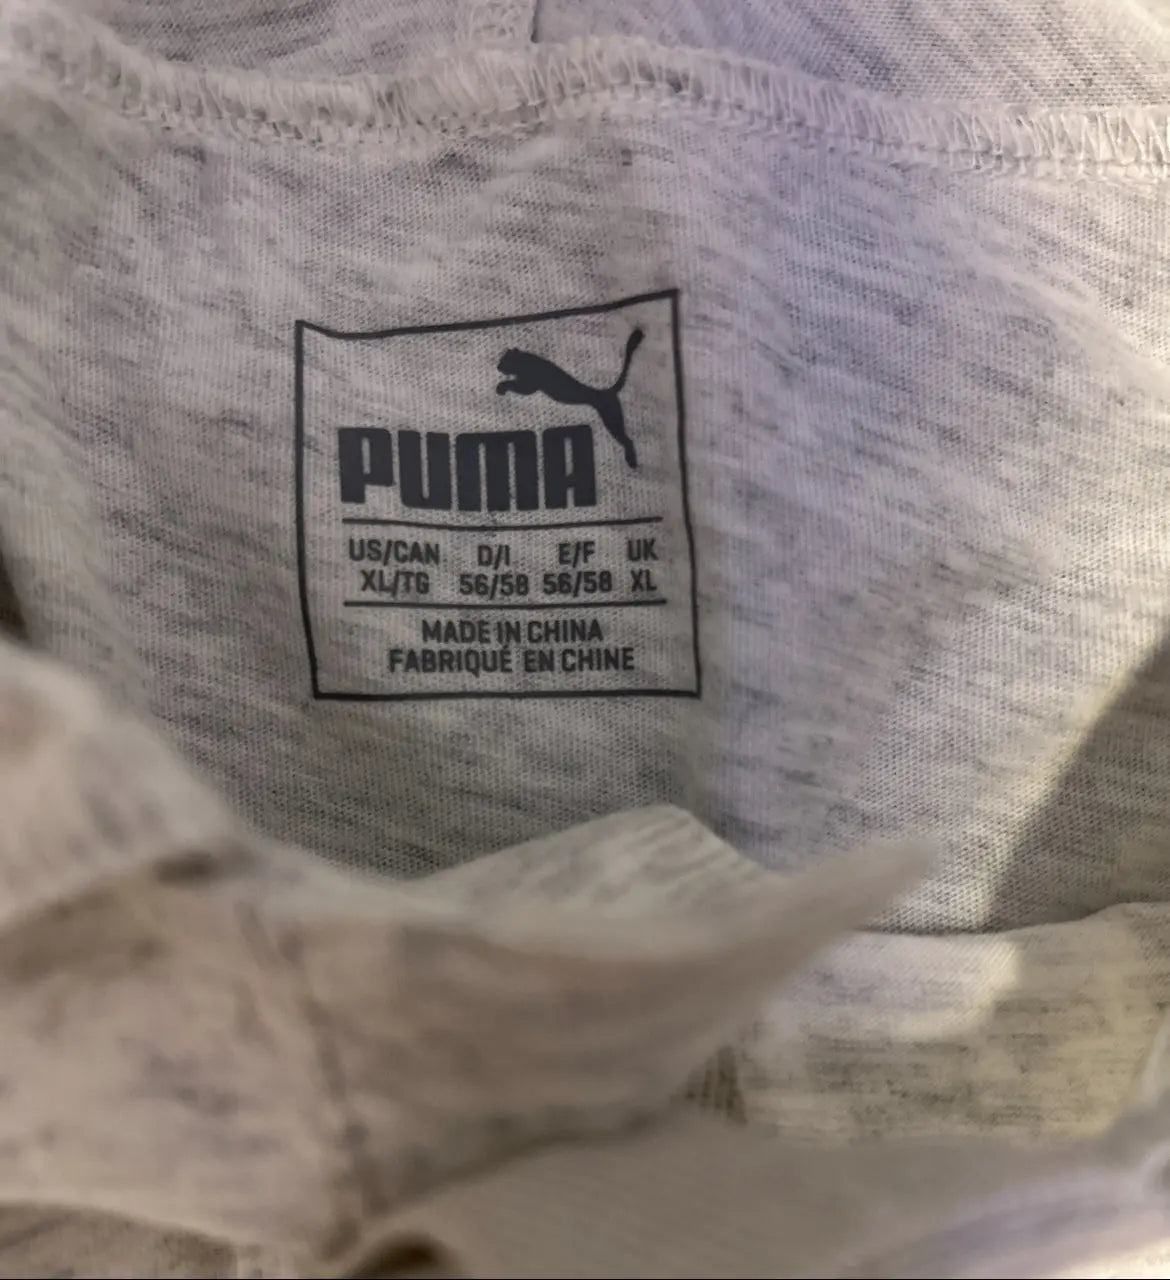 PUMA
US/CAN D/I E/F UK
XL/TG 56/58 56/58 XL
MADE IN CHINA
FABRIQUÉ EN CHINE